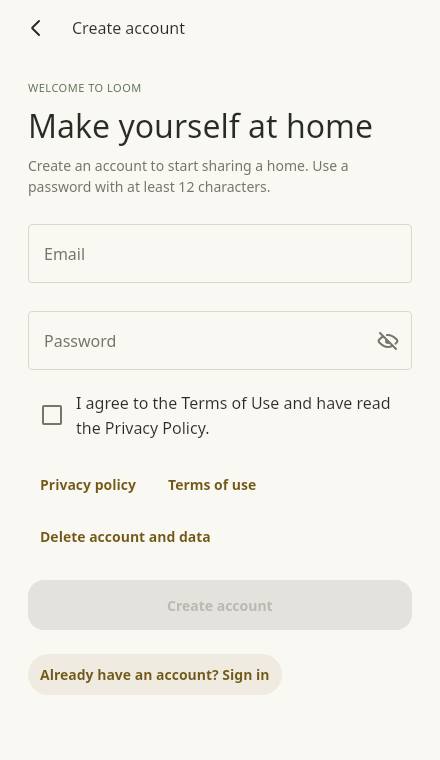 Create account
WELCOME TO LOOM
Make yourself at home
Create an account to start sharing a home. Use a
password with at least 12 characters.
Email
Password
I agree to the Terms of Use and have read
the Privacy Policy.
Privacy policy Terms of use
Delete account and data
Create account
Already have an account? Sign in